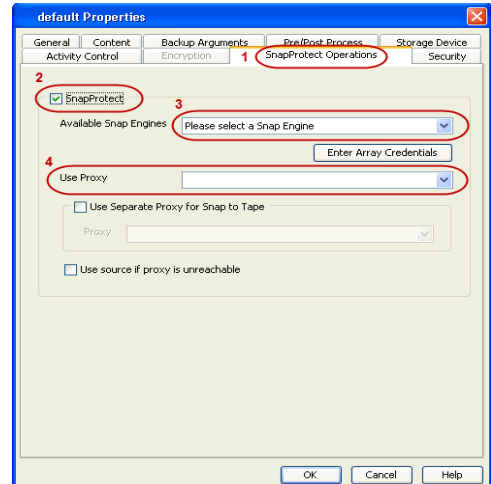 default Properties
General Content Backup Arguments Pre/Post Process Storage Device
Activity Control Encryption 1 SnapProtect Operations Security
2
SnapProtect
3
Available Snap Engines Please select a Snap Engine
Enter Array Credentials
4
Use Proxy
Use Separate Proxy for Snap to Tape
Proxy
Use source if proxy is unreachable
OK Cancel Help